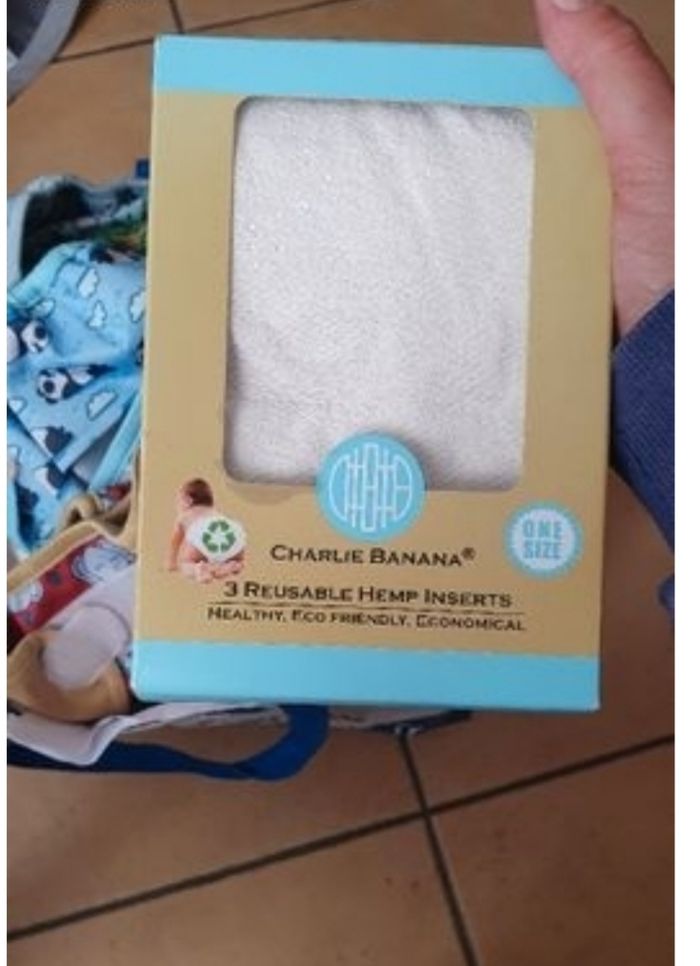 ONE
SIZE
CHARLIE BANANA®
3 REUSABLE HEMP INSERTS
HEALTHY, ECO FRIENDLY, ECONOMICAL